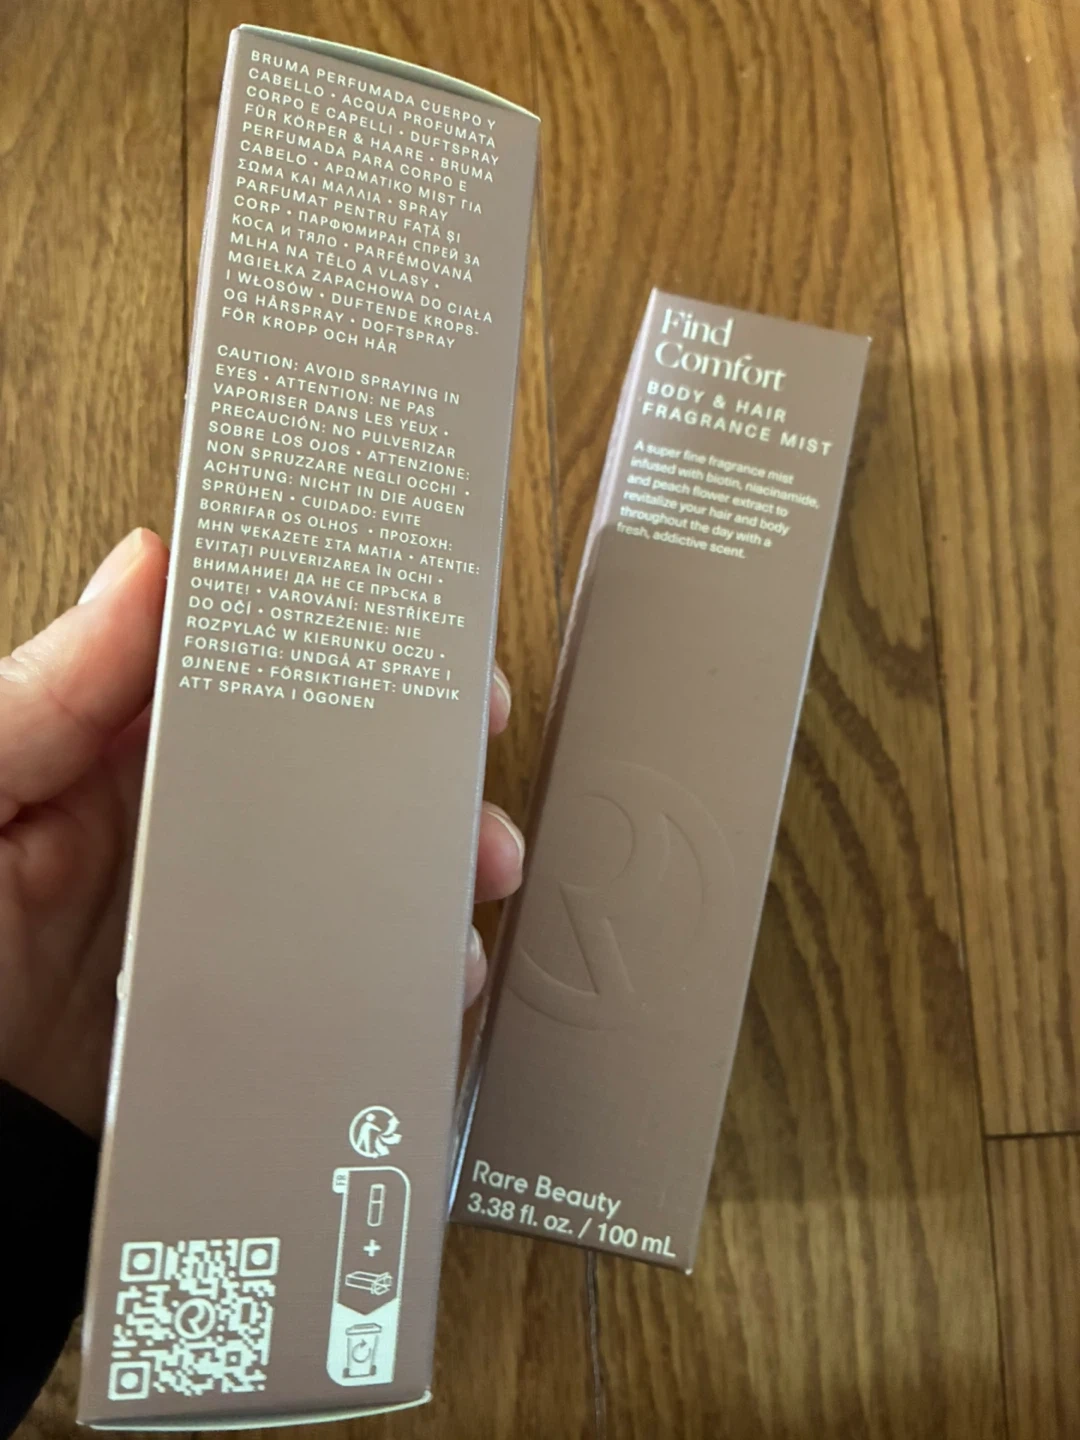 BRUMA PERFUMADA CUERPO Y
CABELLO • ACQUA PROFUMATA
CORPO E CAPELLI • DUFTSPRAY
FÜR KÖRPER & HAARE • BRUMA
PERFUMADA PARA CORPO E
CABELO • ΑΡΩΜΑΤΙΚΟ MIST ΓΙΑ
ΣΩΜΑ ΚΑΙ ΜΑΛΛΙΑ • SPRAY
PARFUMAT PENTRU FAȚĂ ȘI
CORP • ПАРФЮМИРАН СПРЕЙ ЗА
КОСА И ТЯЛО • PARFÉMOVANÁ
MLHA NA TĚLO A VLASY •
MGIEŁKA ZAPACHOWA DO CIAŁA
I WŁOSÓW • DUFTENDE KROPS-
OG HÅRSPRAY • DOFTSPRAY
FÖR KROPP OCH HÅR
CAUTION: AVOID SPRAYING IN
EYES • ATTENTION: NE PAS
VAPORISER DANS LES YEUX •
PRECAUCIÓN: NO PULVERIZAR
SOBRE LOS OJOS • ATTENZIONE:
NON SPRUZZARE NEGLI OCCHI •
ACHTUNG: NICHT IN DIE AUGEN
SPRÜHEN • CUIDADO: EVITE
BORRIFAR OS OLHOS • ΠΡΟΣΟΧΗ:
ΜΗΝ ΨΕΚΑΖΕΤΕ ΣΤΑ ΜΑΤΙΑ • ATENȚIE:
EVITAȚI PULVERIZAREA ÎN OCHI •
ВНИМАНИЕ! ДА НЕ СЕ ПРЪСКА В
ОЧИТЕ! • VAROVÁNÍ: NESTŘÍKEJTE
DO OČÍ • OSTRZEŻENIE: NIE
ROZPYLAĆ W KIERUNKU OCZU •
FORSIGTIG: UNDGÅ AT SPRAYE I
ØJNENE • FÖRSIKTIGHET: UNDVIK
ATT SPRAYA I ÖGONEN
FR
Find
Comfort
BODY & HAIR
FRAGRANCE MIST
A super fine fragrance mist
infused with biotin, niacinamide,
and peach flower extract to
revitalize your hair and body
throughout the day with a
fresh, addictive scent.
Rare Beauty
3.38 fl. oz. / 100 mL